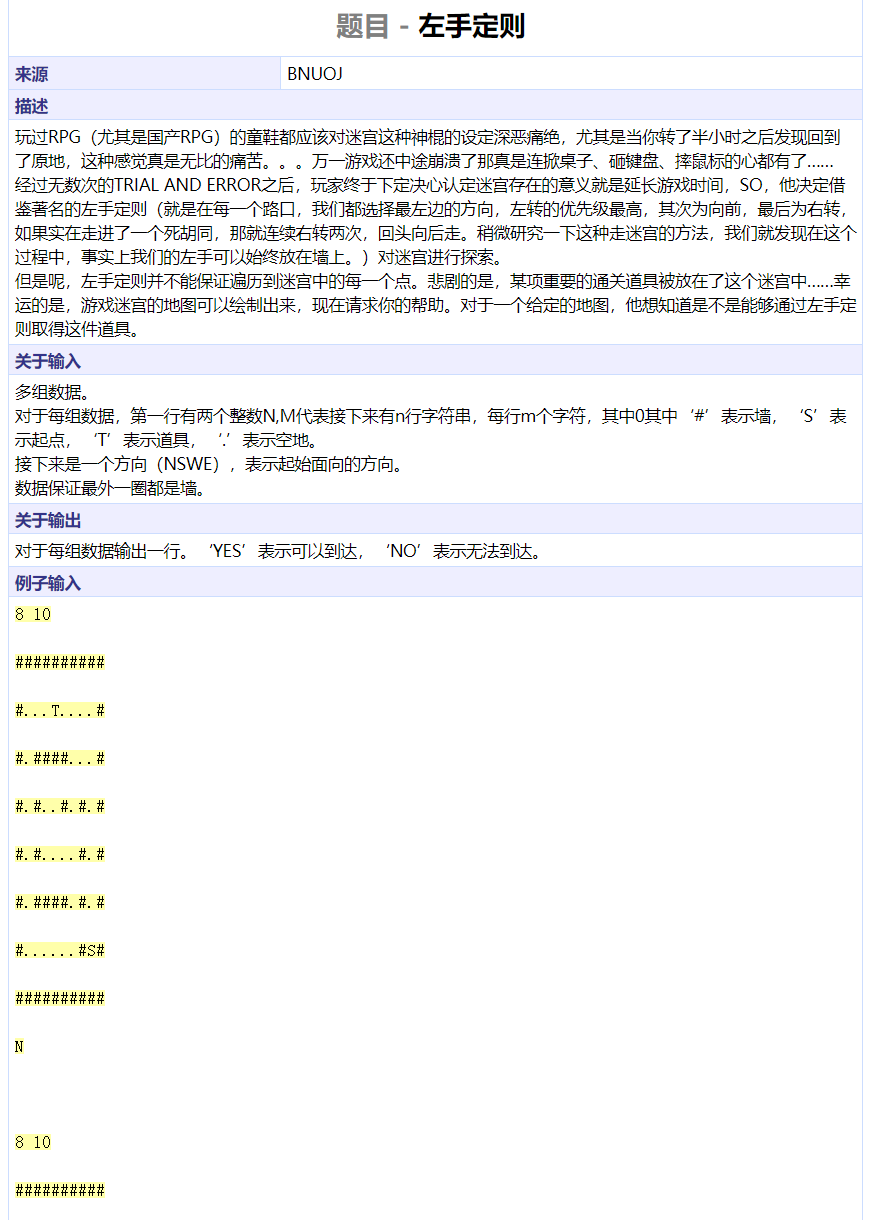 题目 - 左手定则
来源 BNUOJ
描述
玩过RPG（尤其是国产RPG）的童鞋都应该对迷宫这种神棍的设定深恶痛绝，尤其是当你转了半小时之后发现回到
了原地，这种感觉真是无比的痛苦。。。万一游戏还中途崩溃了那真是连掀桌子、砸键盘、摔鼠标的心都有了……
经过无数次的TRIAL AND ERROR之后，玩家终于下定决心认定迷宫存在的意义就是延长游戏时间，SO，他决定借
鉴著名的左手定则（就是在每一个路口，我们都选择最左边的方向，左转的优先级最高，其次为向前，最后为右转，
如果实在走进了一个死胡同，那就连续右转两次，回头向后走。稍微研究一下这种走迷宫的方法，我们就发现在这个
过程中，事实上我们的左手可以始终放在墙上。）对迷宫进行探索。
但是呢，左手定则并不能保证遍历到迷宫中的每一个点。悲剧的是，某项重要的通关道具被放在了这个迷宫中……幸
运的是，游戏迷宫的地图可以绘制出来，现在请求你的帮助。对于一个给定的地图，他想知道是不是能够通过左手定
则取得这件道具。
关于输入
多组数据。
对于每组数据，第一行有两个整数N,M代表接下来有n行字符串，每行m个字符，其中0其中‘#’表示墙，‘S’表
示起点，‘T’表示道具，‘.’表示空地。
接下来是一个方向（NSWE），表示起始面向的方向。
数据保证最外一圈都是墙。
关于输出
对于每组数据输出一行。‘YES’表示可以到达，‘NO’表示无法到达。
例子输入
8 10
##########
#...T....#
#.####...#
#.#..#.#.#
#.#....#.#
#.####.#.#
#......#S#
##########
N
8 10
##########